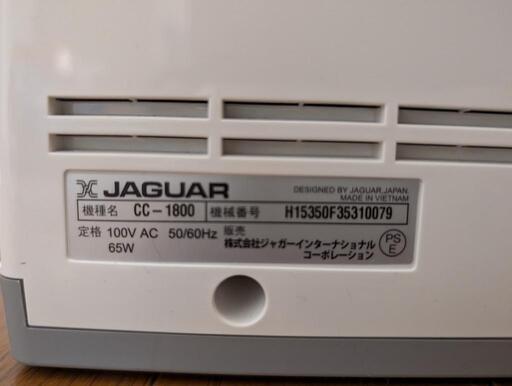 JAGUAR
DESIGNED BY JAGUAR,JAPAN.
MADE IN VIETNAM
機種名 CC-1800 機械番号 H15350F35310079
定格 100V AC 50/60Hz 販売
65W 株式会社ジャガーインターナショナル
コーポレーション
PS
E